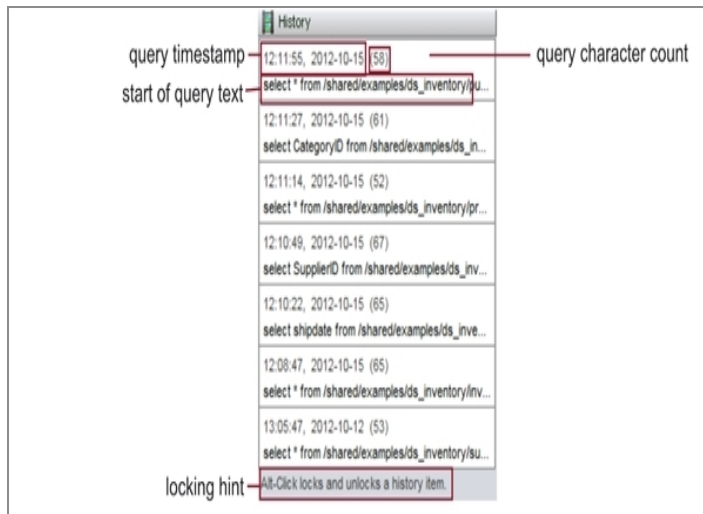 History
query timestamp
12:11:55, 2012-10-15 (58)
query character count
start of query text
select * from /shared/examples/ds_inventory/pu...
12:11:27, 2012-10-15 (61)
select CategoryID from /shared/examples/ds_in...
12:11:14, 2012-10-15 (52)
select * from /shared/examples/ds_inventory/pr...
12:10:49, 2012-10-15 (67)
select SupplierID from /shared/examples/ds_inv...
12:10:22, 2012-10-15 (65)
select shipdate from /shared/examples/ds_inve...
12:08:47, 2012-10-15 (65)
select * from /shared/examples/ds_inventory/inv...
13:05:47, 2012-10-12 (53)
select * from /shared/examples/ds_inventory/su...
locking hint
Alt-Click locks and unlocks a history item.